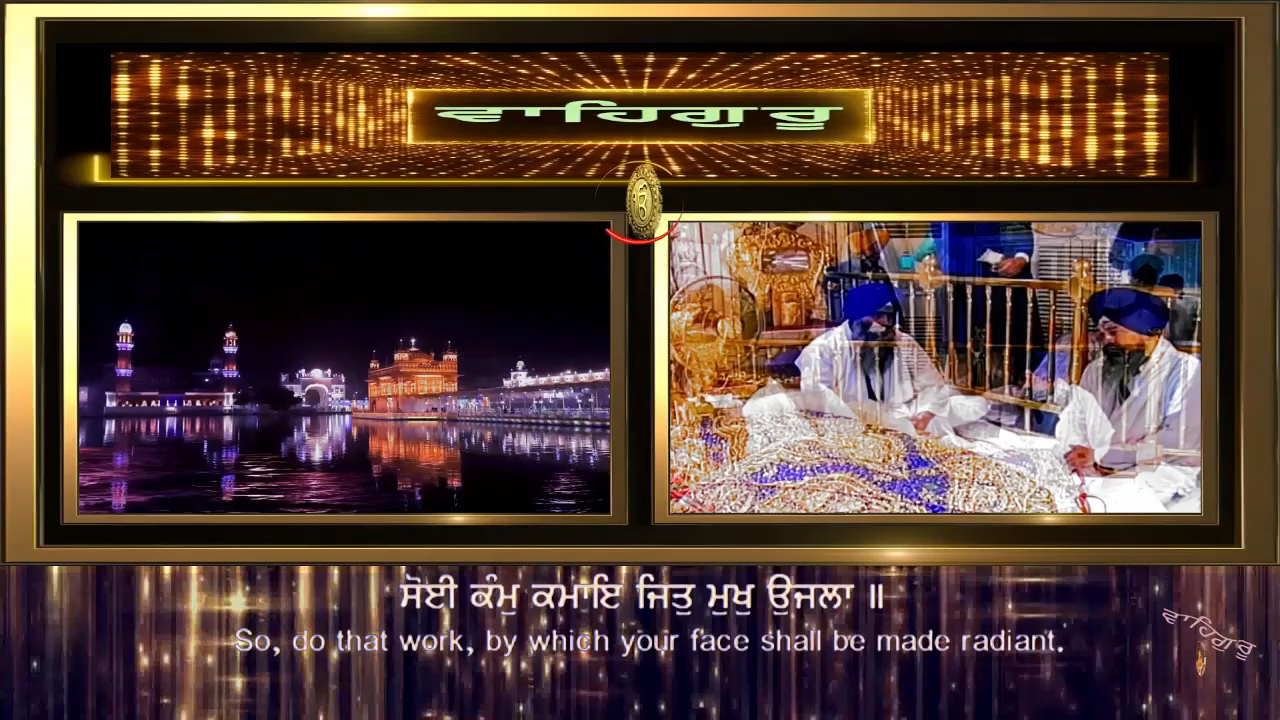 ਵਾਹਿਗੁਰੂ
ੴ
ਸੋਈ ਕੰਮੁ ਕਮਾਇ ਜਿਤੁ ਮੁਖੁ ਉਜਲਾ ॥
So, do that work, by which your face shall be made radiant.
ਵਾਹਿਗੁਰੂ